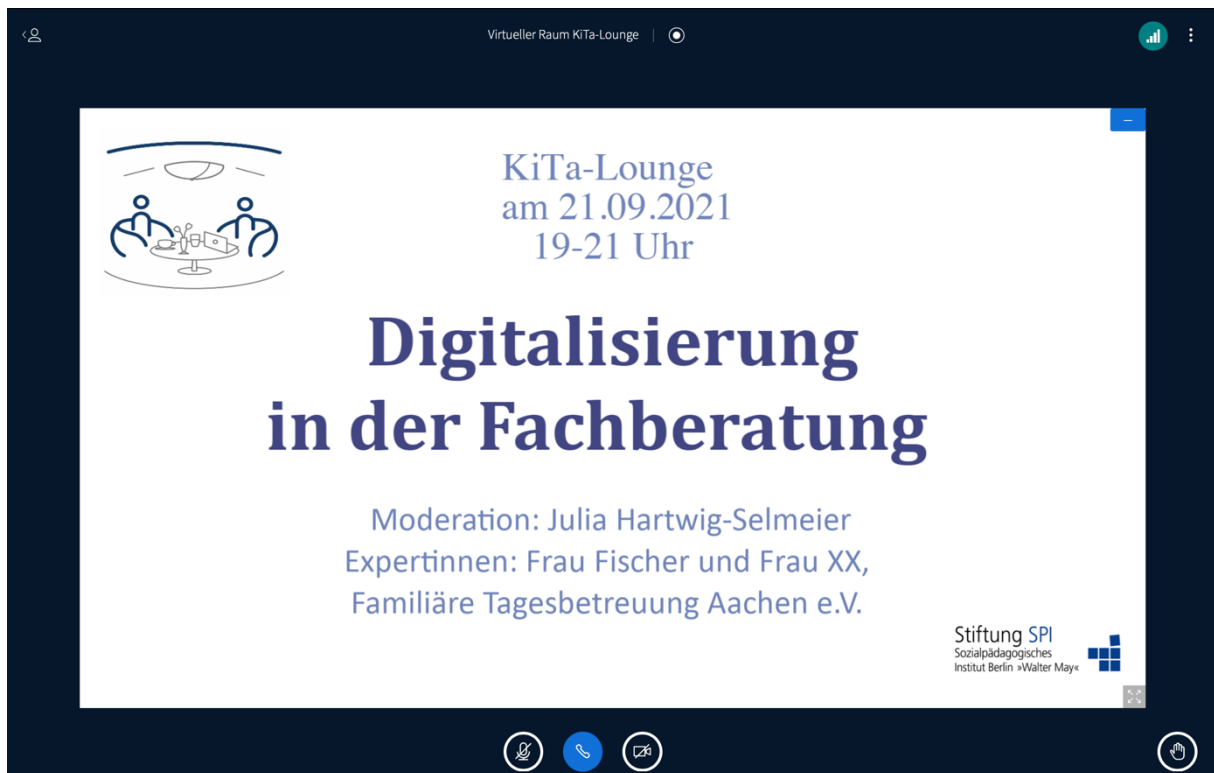 Virtueller Raum KiTa-Lounge
KiTa-Lounge
am 21.09.2021
19-21 Uhr
Digitalisierung
in der Fachberatung
Moderation: Julia Hartwig-Selmeier
Expertinnen: Frau Fischer und Frau XX,
Familiäre Tagesbetreuung Aachen e.V.
Stiftung SPI
Sozialpädagogisches
Institut Berlin »Walter May«